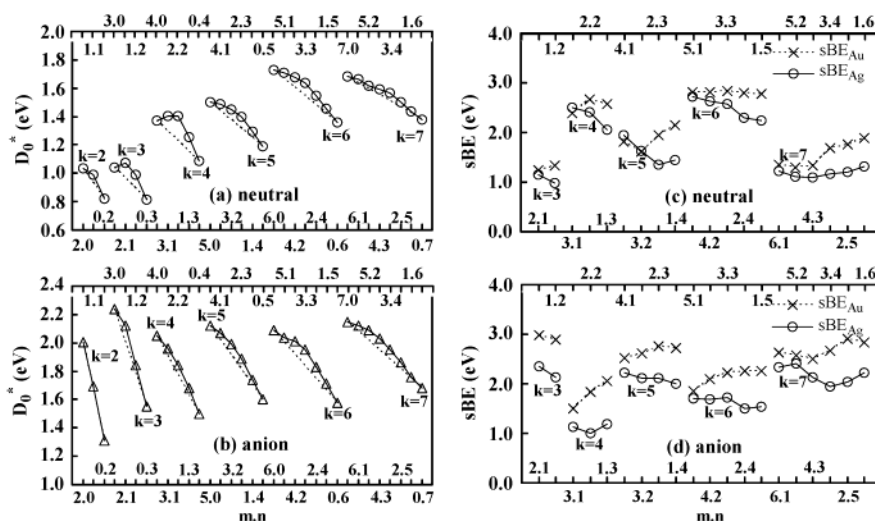 3.0 4.0 0.4 2.3 5.1 1.5 5.2 1.6
1.1 1.2 2.2 4.1 0.5 3.3 7.0 3.4
2.0
1.8
1.6
1.4
1.2
1.0
0.8
0.6
D0* (eV)
k=2
k=3
k=4
k=5
k=6
k=7
(a) neutral
0.2 0.3 1.3 3.2 6.0 2.4 6.1 2.5
2.0 2.1 3.1 5.0 1.4 4.2 0.6 4.3 0.7
2.2 2.3 3.3 5.2 1.6
1.2 4.1 5.1 1.5 3.4
4.0
3.0
2.0
1.0
0.0
sBE (eV)
sBEAu
sBEAg
k=3
k=4
k=5
k=6
k=7
(c) neutral
2.1 1.3 1.4 2.4 4.3
3.1 3.2 4.2 6.1 2.5
3.0 4.0 0.4 2.3 5.1 1.5 5.2 1.6
1.1 1.2 2.2 4.1 0.5 3.3 7.0 3.4
2.4
2.2
2.0
1.8
1.6
1.4
1.2
1.0
D0* (eV)
k=2
k=3
k=4
k=5
k=6
k=7
(b) anion
0.2 0.3 1.3 3.2 6.0 2.4 6.1 2.5
2.0 2.1 3.1 5.0 1.4 4.2 0.6 4.3 0.7
m,n
2.2 2.3 3.3 5.2 3.4 1.6
1.2 4.1 5.1 1.5
4.0
3.0
2.0
1.0
0.0
sBE (eV)
sBEAu
sBEAg
k=3
k=4
k=5
k=6
k=7
(d) anion
2.1 1.3 1.4 2.4 4.3
3.1 3.2 4.2 6.1 2.5
m,n